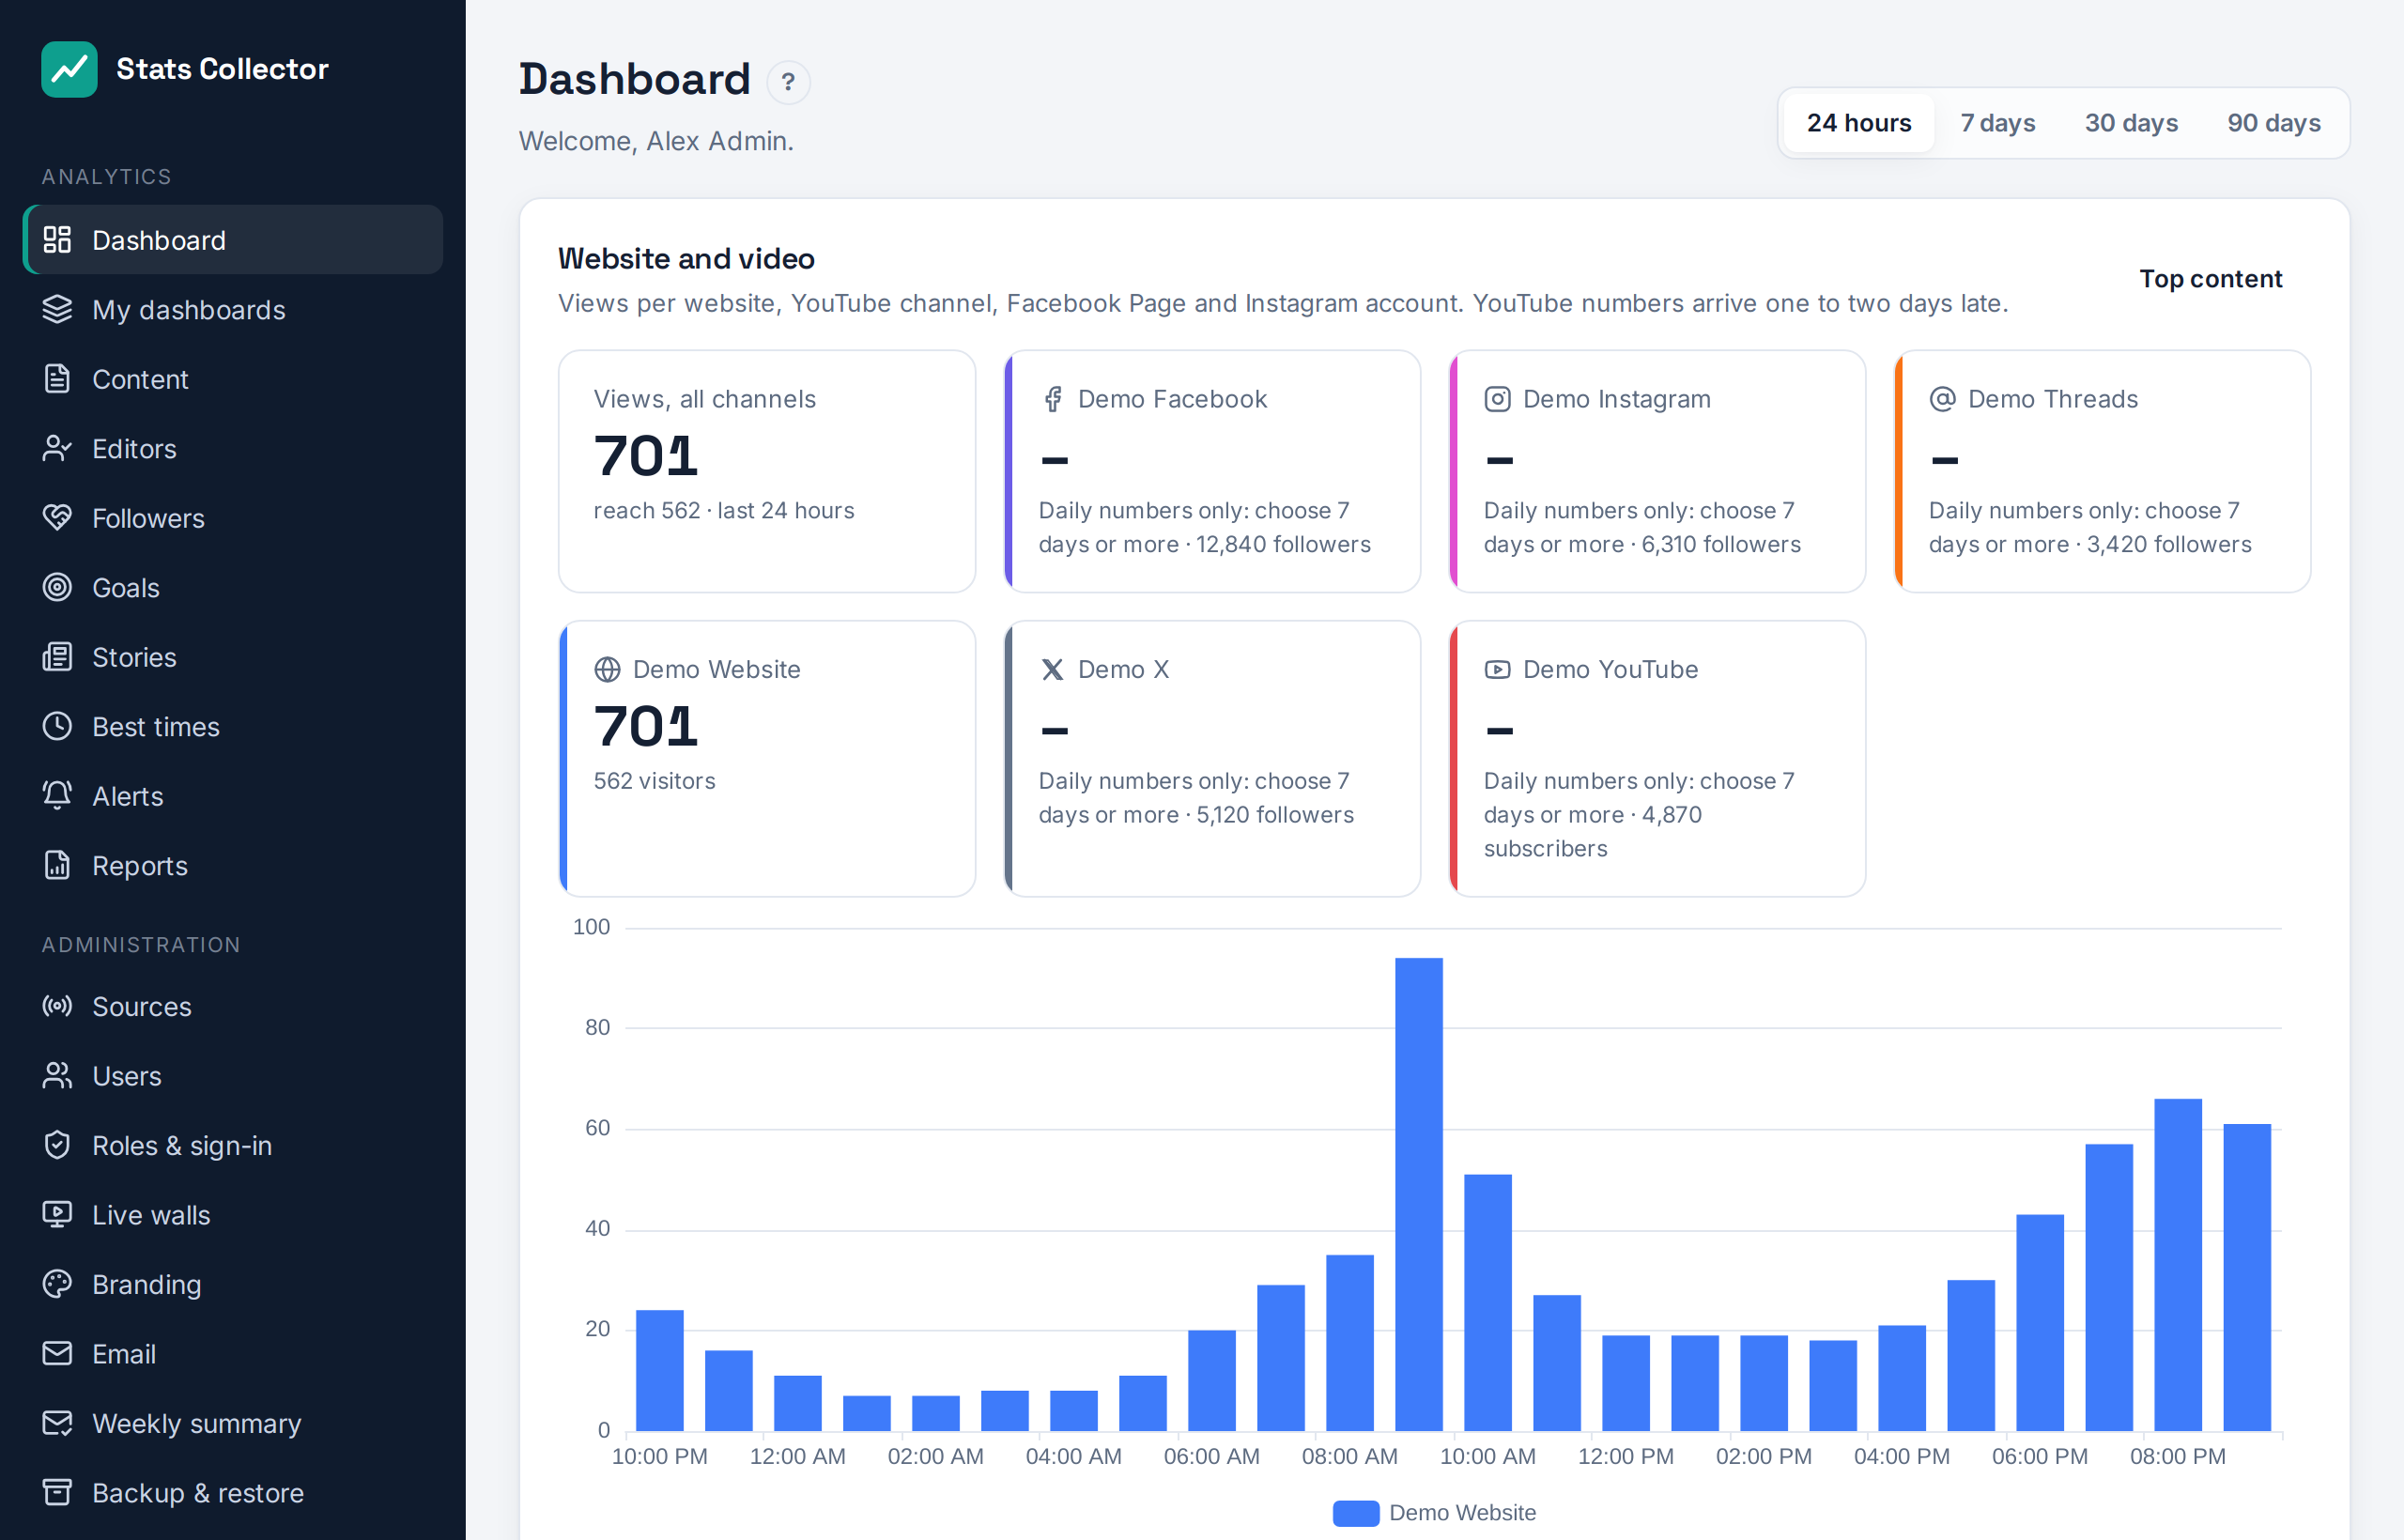 Stats Collector
ANALYTICS
Dashboard
My dashboards
Content
Editors
Followers
Goals
Stories
Best times
Alerts
Reports
ADMINISTRATION
Sources
Users
Roles & sign-in
Live walls
Branding
Email
Weekly summary
Backup & restore
Dashboard ?
Welcome, Alex Admin.
24 hours 7 days 30 days 90 days
Website and video
Views per website, YouTube channel, Facebook Page and Instagram account. YouTube numbers arrive one to two days late.
Top content
Views, all channels
701
reach 562 · last 24 hours
Demo Facebook
–
Daily numbers only: choose 7
days or more · 12,840 followers
Demo Instagram
–
Daily numbers only: choose 7
days or more · 6,310 followers
Demo Threads
–
Daily numbers only: choose 7
days or more · 3,420 followers
Demo Website
701
562 visitors
Demo X
–
Daily numbers only: choose 7
days or more · 5,120 followers
Demo YouTube
–
Daily numbers only: choose 7
days or more · 4,870
subscribers
100
80
60
40
20
0
10:00 PM 12:00 AM 02:00 AM 04:00 AM 06:00 AM 08:00 AM 10:00 AM 12:00 PM 02:00 PM 04:00 PM 06:00 PM 08:00 PM
Demo Website